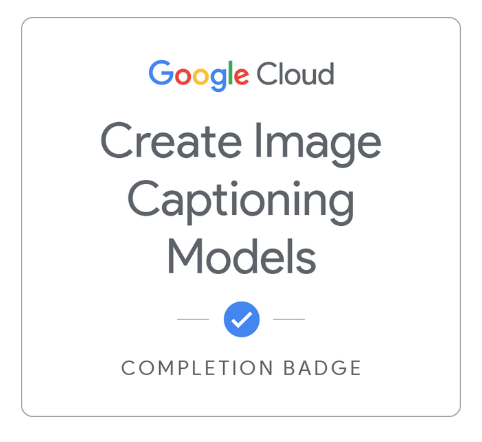 Google Cloud
Create Image
Captioning
Models
COMPLETION BADGE